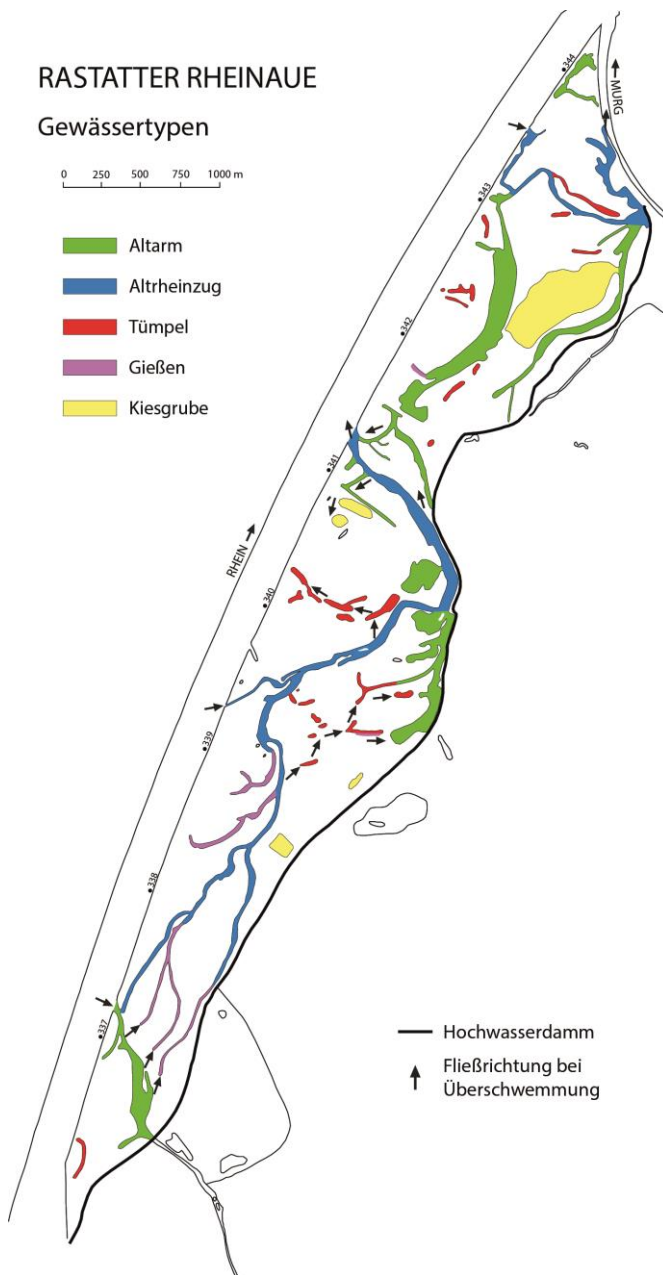 RASTATTER RHEINAUE
Gewässertypen
0 250 500 750 1000 m
Altarm
Altrheinzug
Tümpel
Gießen
Kiesgrube
344
MURG
343
342
341
RHEIN
340
339
338
337
Hochwasserdamm
Fließrichtung bei
Überschwemmung